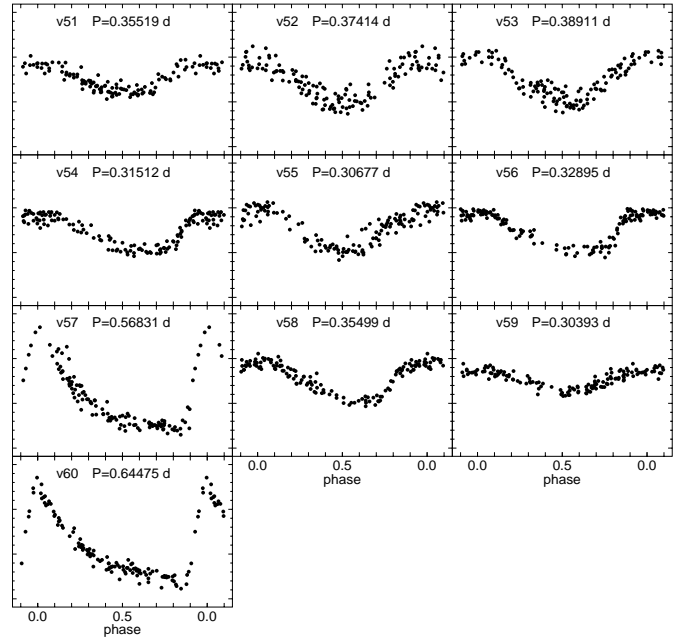 v51 P=0.35519 d
v52 P=0.37414 d
v53 P=0.38911 d
v54 P=0.31512 d
v55 P=0.30677 d
v56 P=0.32895 d
v57 P=0.56831 d
v58 P=0.35499 d
v59 P=0.30393 d
0.0 0.5 0.0
phase
0.0 0.5 0.0
phase
v60 P=0.64475 d
0.0 0.5 0.0
phase